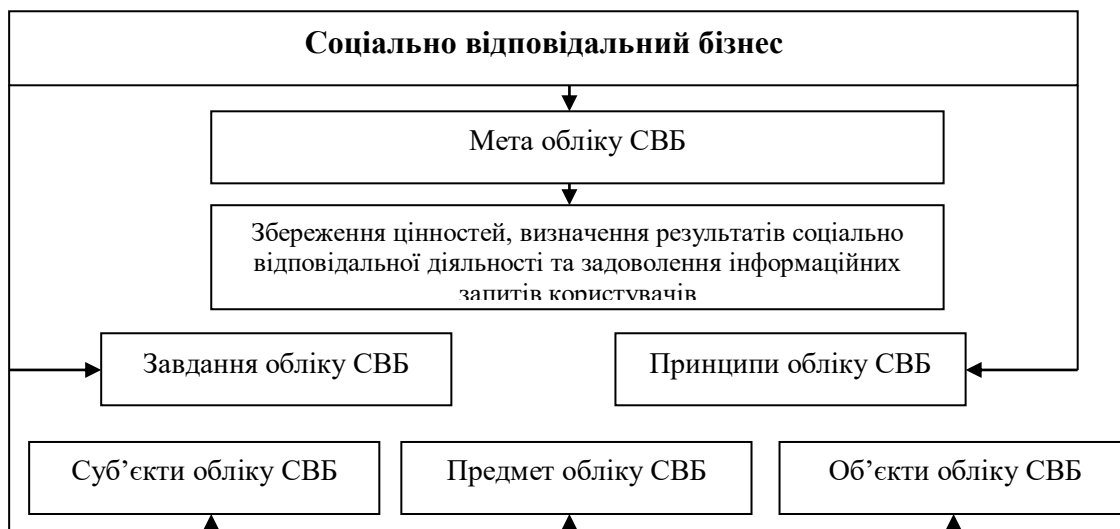 Соціально відповідальний бізнес
Мета обліку СВБ
Збереження цінностей, визначення результатів соціально
відповідальної діяльності та задоволення інформаційних
запитів користувачів
Завдання обліку СВБ
Принципи обліку СВБ
Суб’єкти обліку СВБ
Предмет обліку СВБ
Об’єкти обліку СВБ